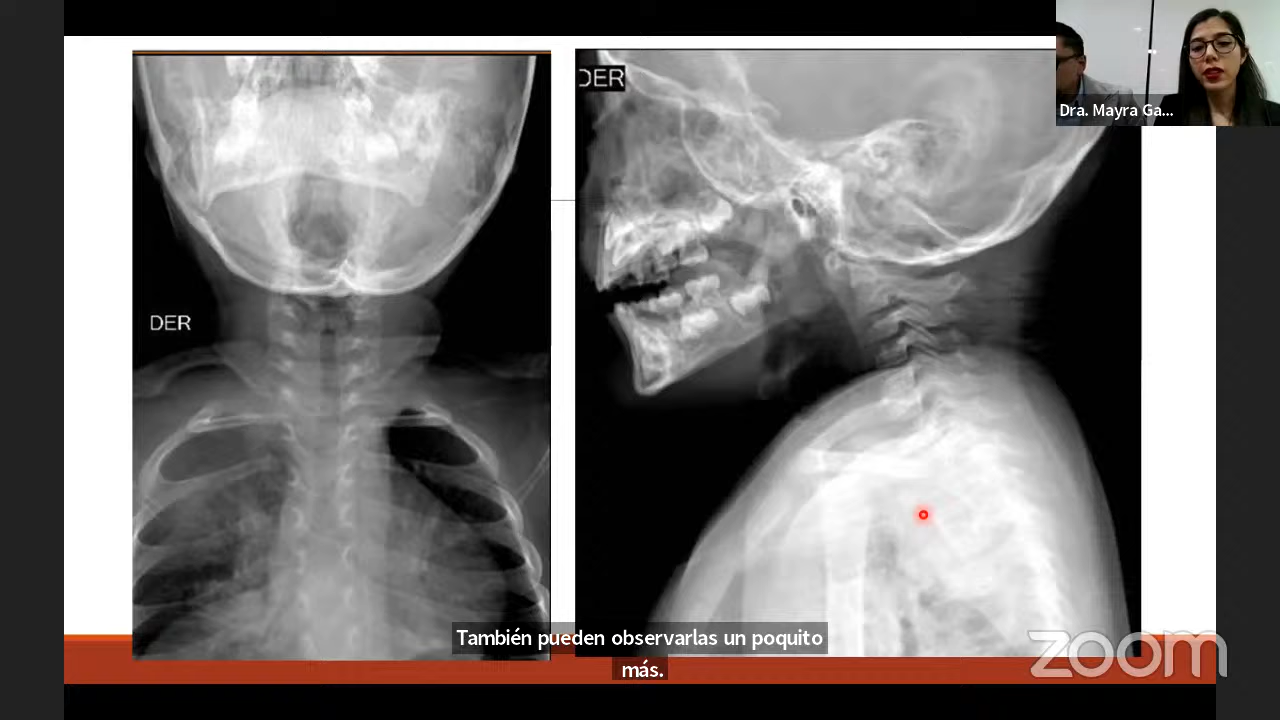 DER
Dra. Mayra Ga...
DER
También pueden observarlas un poquito
más.
zoom